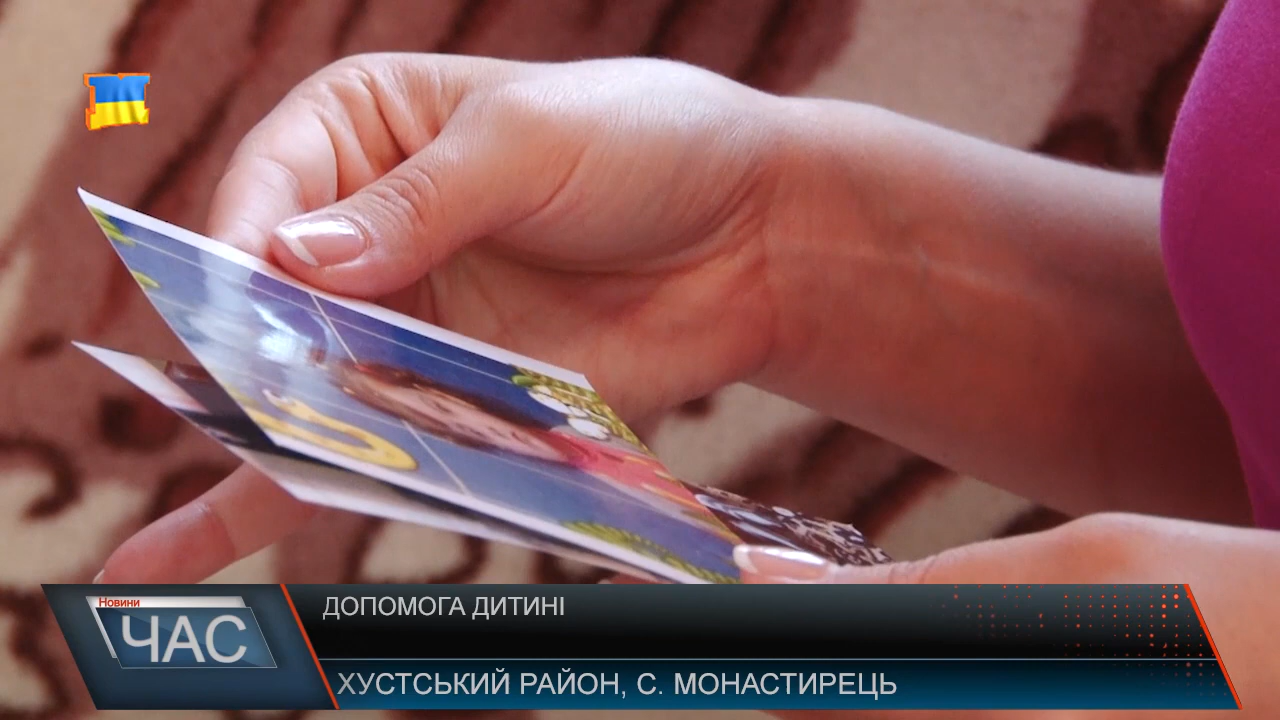 Новини
ЧАС
ДОПОМОГА ДИТИНІ
ХУСТСЬКИЙ РАЙОН, С. МОНАСТИРЕЦЬ